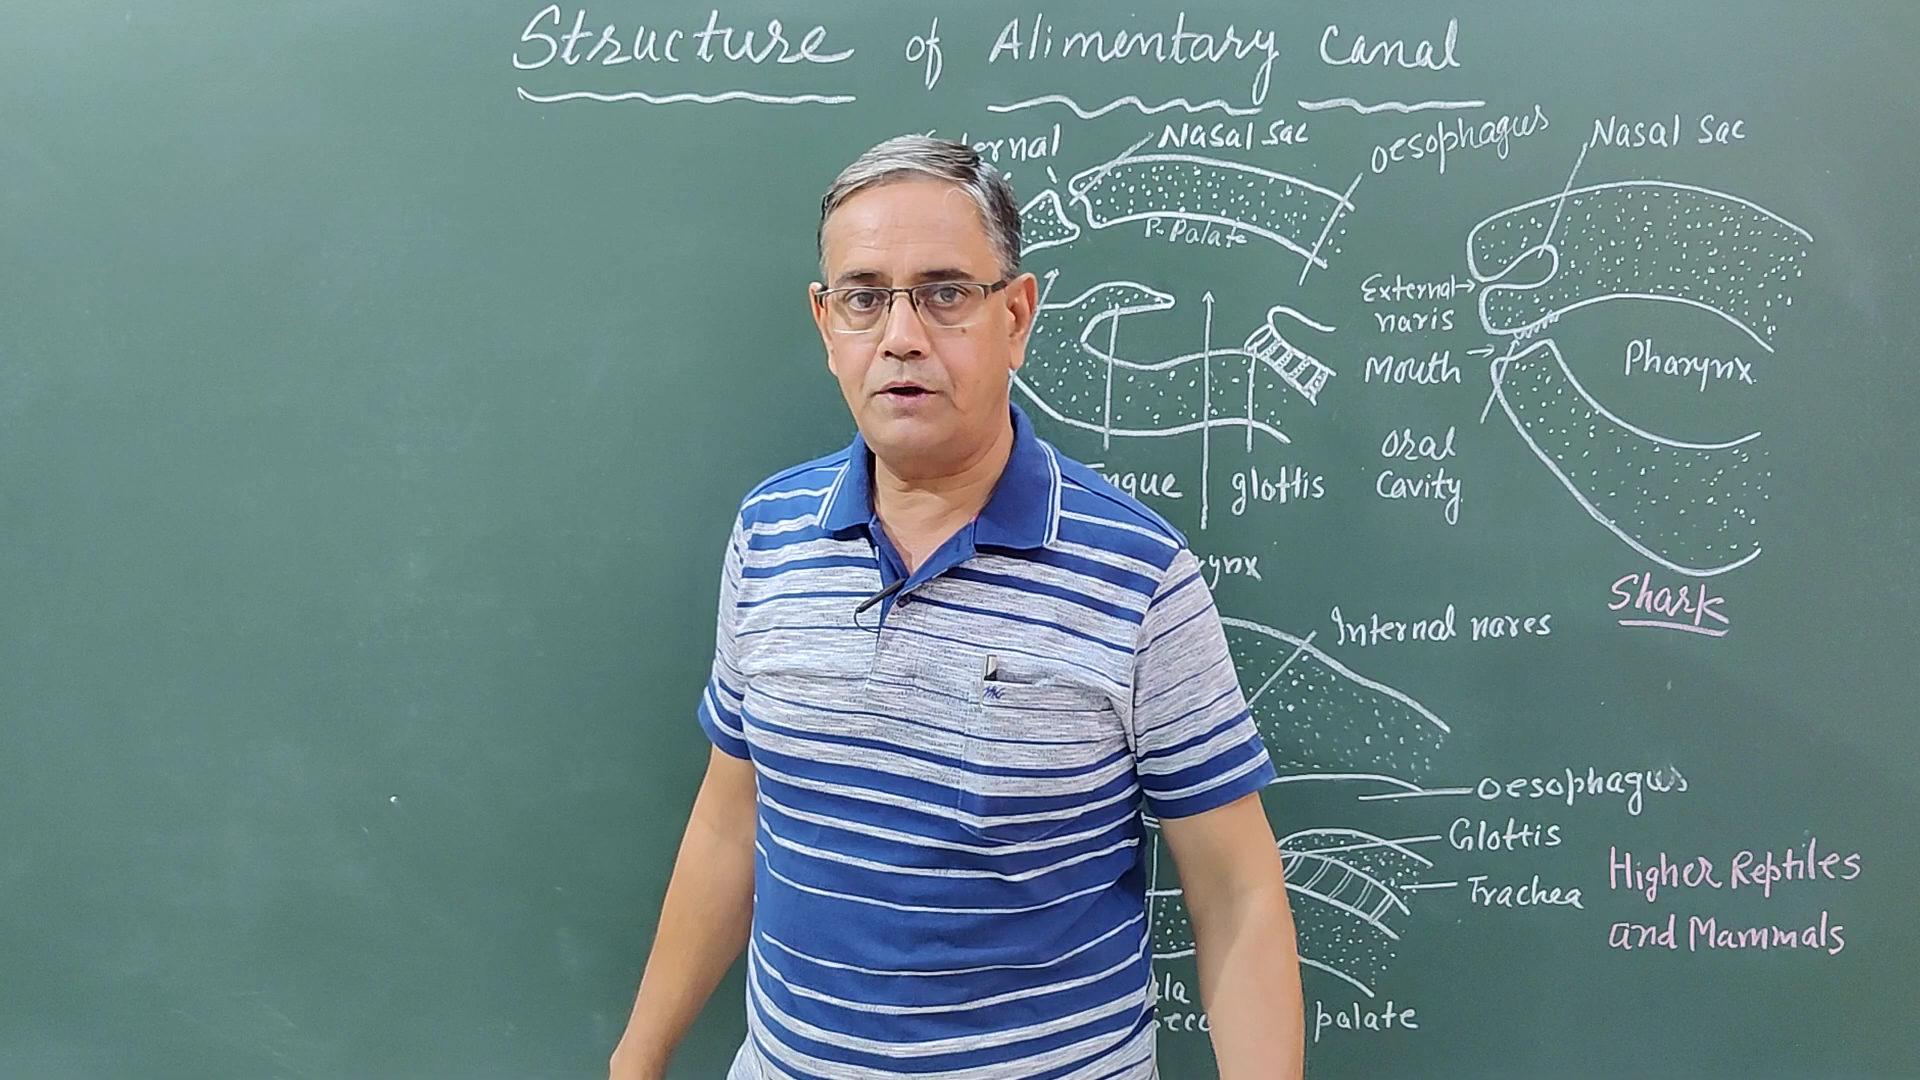 Structure of Alimentary Canal
Nasal Sac
oesophagus
Nasal Sac
P. Palate
External
naris
Mouth
Pharynx
oral
Cavity
glottis
Shark
Internal nares
oesophagus
Glottis
Trachea
Higher Reptiles
and Mammals
palate